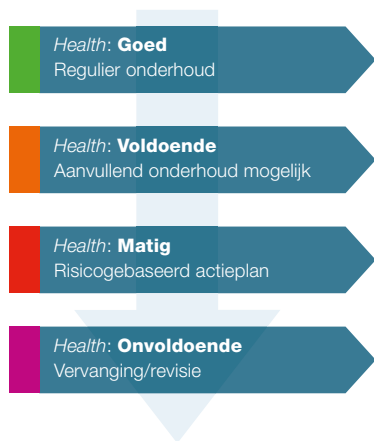 Health: Goed
Regulier onderhoud
Health: Voldoende
Aanvullend onderhoud mogelijk
Health: Matig
Risicogebaseerd actieplan
Health: Onvoldoende
Vervanging/revisie